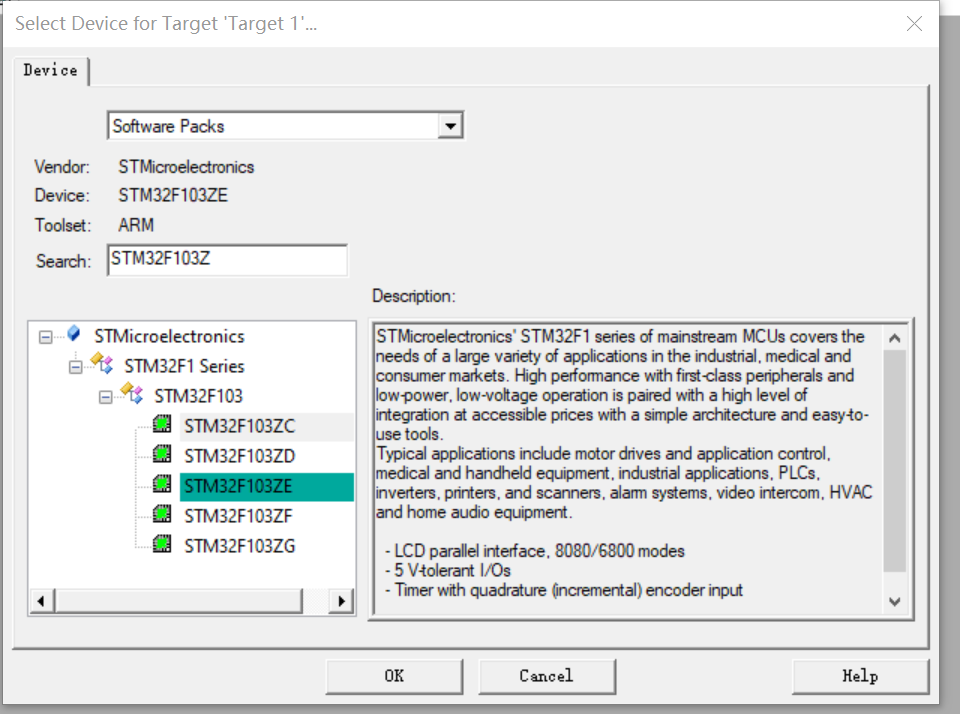 Select Device for Target 'Target 1'...
Device
Software Packs
Vendor: STMicroelectronics
Device: STM32F103ZE
Toolset: ARM
Search: STM32F103Z
Description:
STMicroelectronics
STM32F1 Series
STM32F103
STM32F103ZC
STM32F103ZD
STM32F103ZE
STM32F103ZF
STM32F103ZG
STMicroelectronics' STM32F1 series of mainstream MCUs covers the
needs of a large variety of applications in the industrial, medical and
consumer markets. High performance with first-class peripherals and
low-power, low-voltage operation is paired with a high level of
integration at accessible prices with a simple architecture and easy-to-
use tools.
Typical applications include motor drives and application control,
medical and handheld equipment, industrial applications, PLCs,
inverters, printers, and scanners, alarm systems, video intercom, HVAC
and home audio equipment.
- LCD parallel interface, 8080/6800 modes
- 5 V-tolerant I/Os
- Timer with quadrature (incremental) encoder input
OK Cancel Help